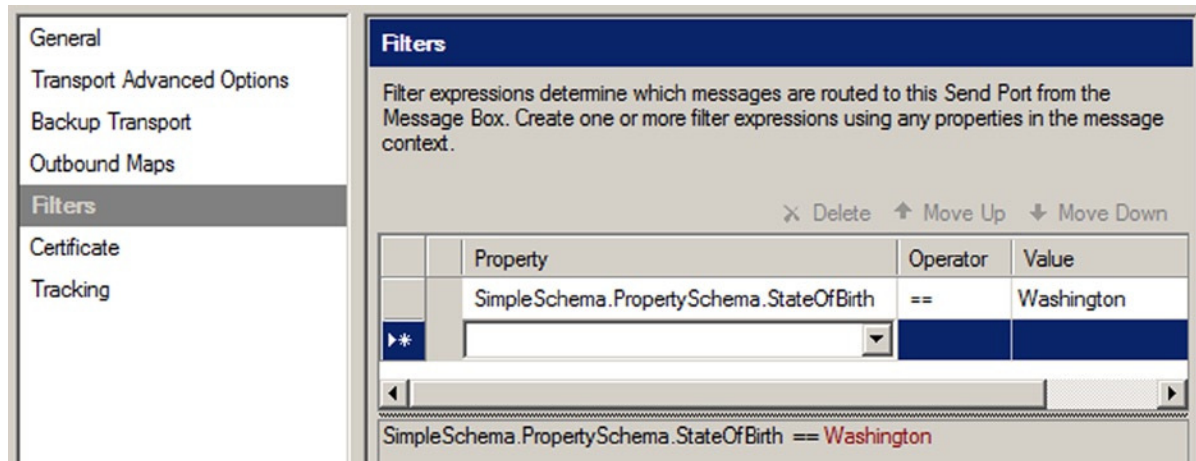 General
Transport Advanced Options
Backup Transport
Outbound Maps
Filters
Certificate
Tracking
Filters
Filter expressions determine which messages are routed to this Send Port from the
Message Box. Create one or more filter expressions using any properties in the message
context.
Delete Move Up Move Down
Property Operator Value
SimpleSchema.PropertySchema.StateOfBirth == Washington
SimpleSchema.PropertySchema.StateOfBirth == Washington